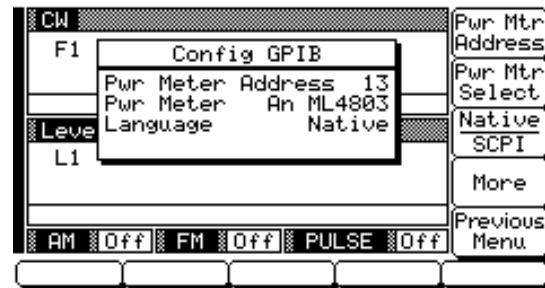 CW
F1
Config GPIB
Pwr Meter Address 13
Pwr Meter An ML4803
Language Native
Leve
L1
AM Off FM Off PULSE Off
Pwr Mtr
Address
Pwr Mtr
Select
Native
SCPI
More
Previous
Menu